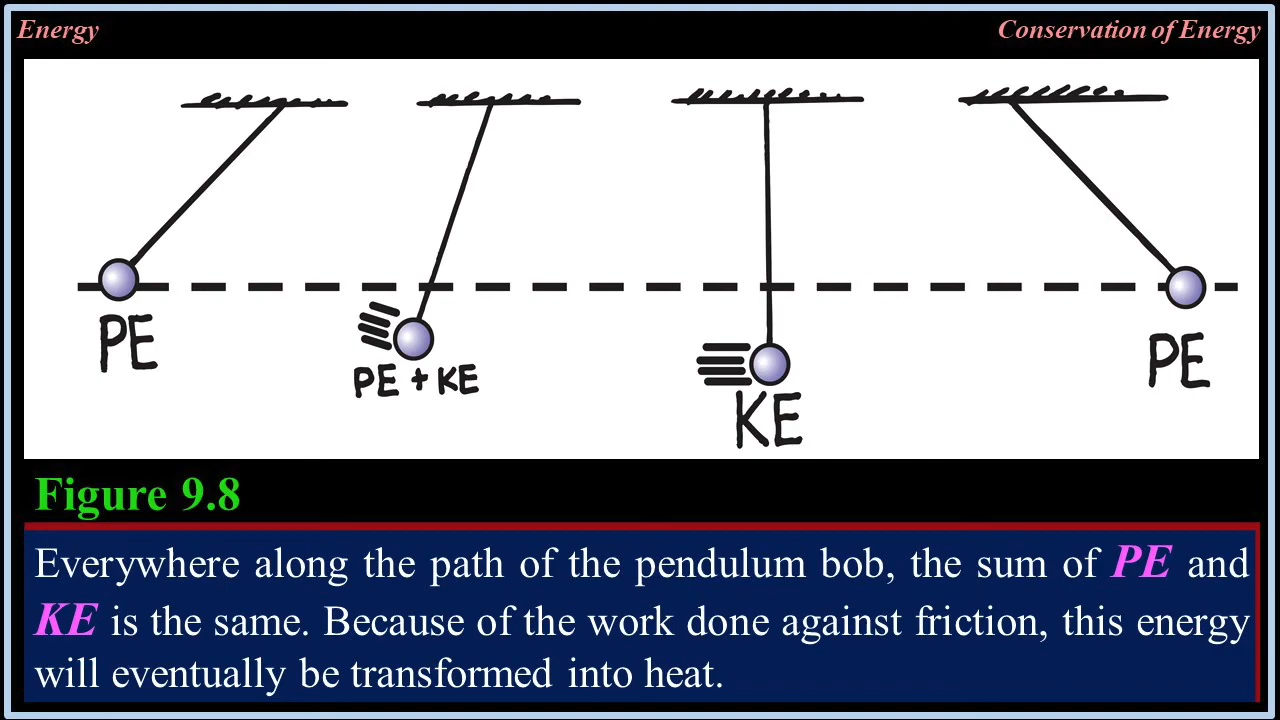 Energy
Conservation of Energy
PE
PE + KE
KE
PE
Figure 9.8
Everywhere along the path of the pendulum bob, the sum of PE and
KE is the same. Because of the work done against friction, this energy
will eventually be transformed into heat.